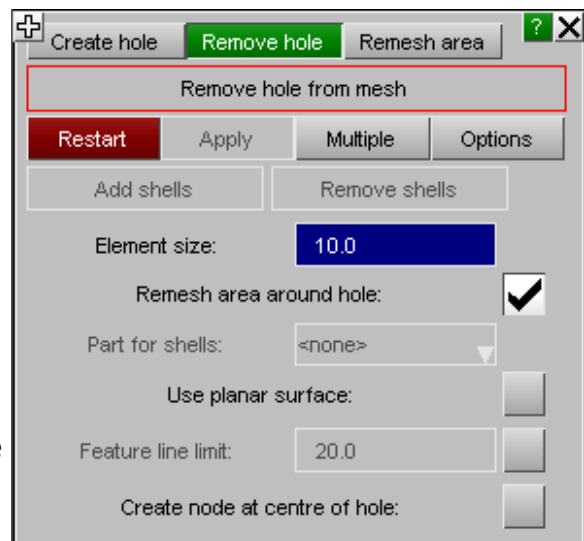 Create hole Remove hole Remesh area ? X
Remove hole from mesh
Restart Apply Multiple Options
Add shells Remove shells
Element size: 10.0
Remesh area around hole:
Part for shells: <none>
Use planar surface:
Feature line limit: 20.0
Create node at centre of hole: